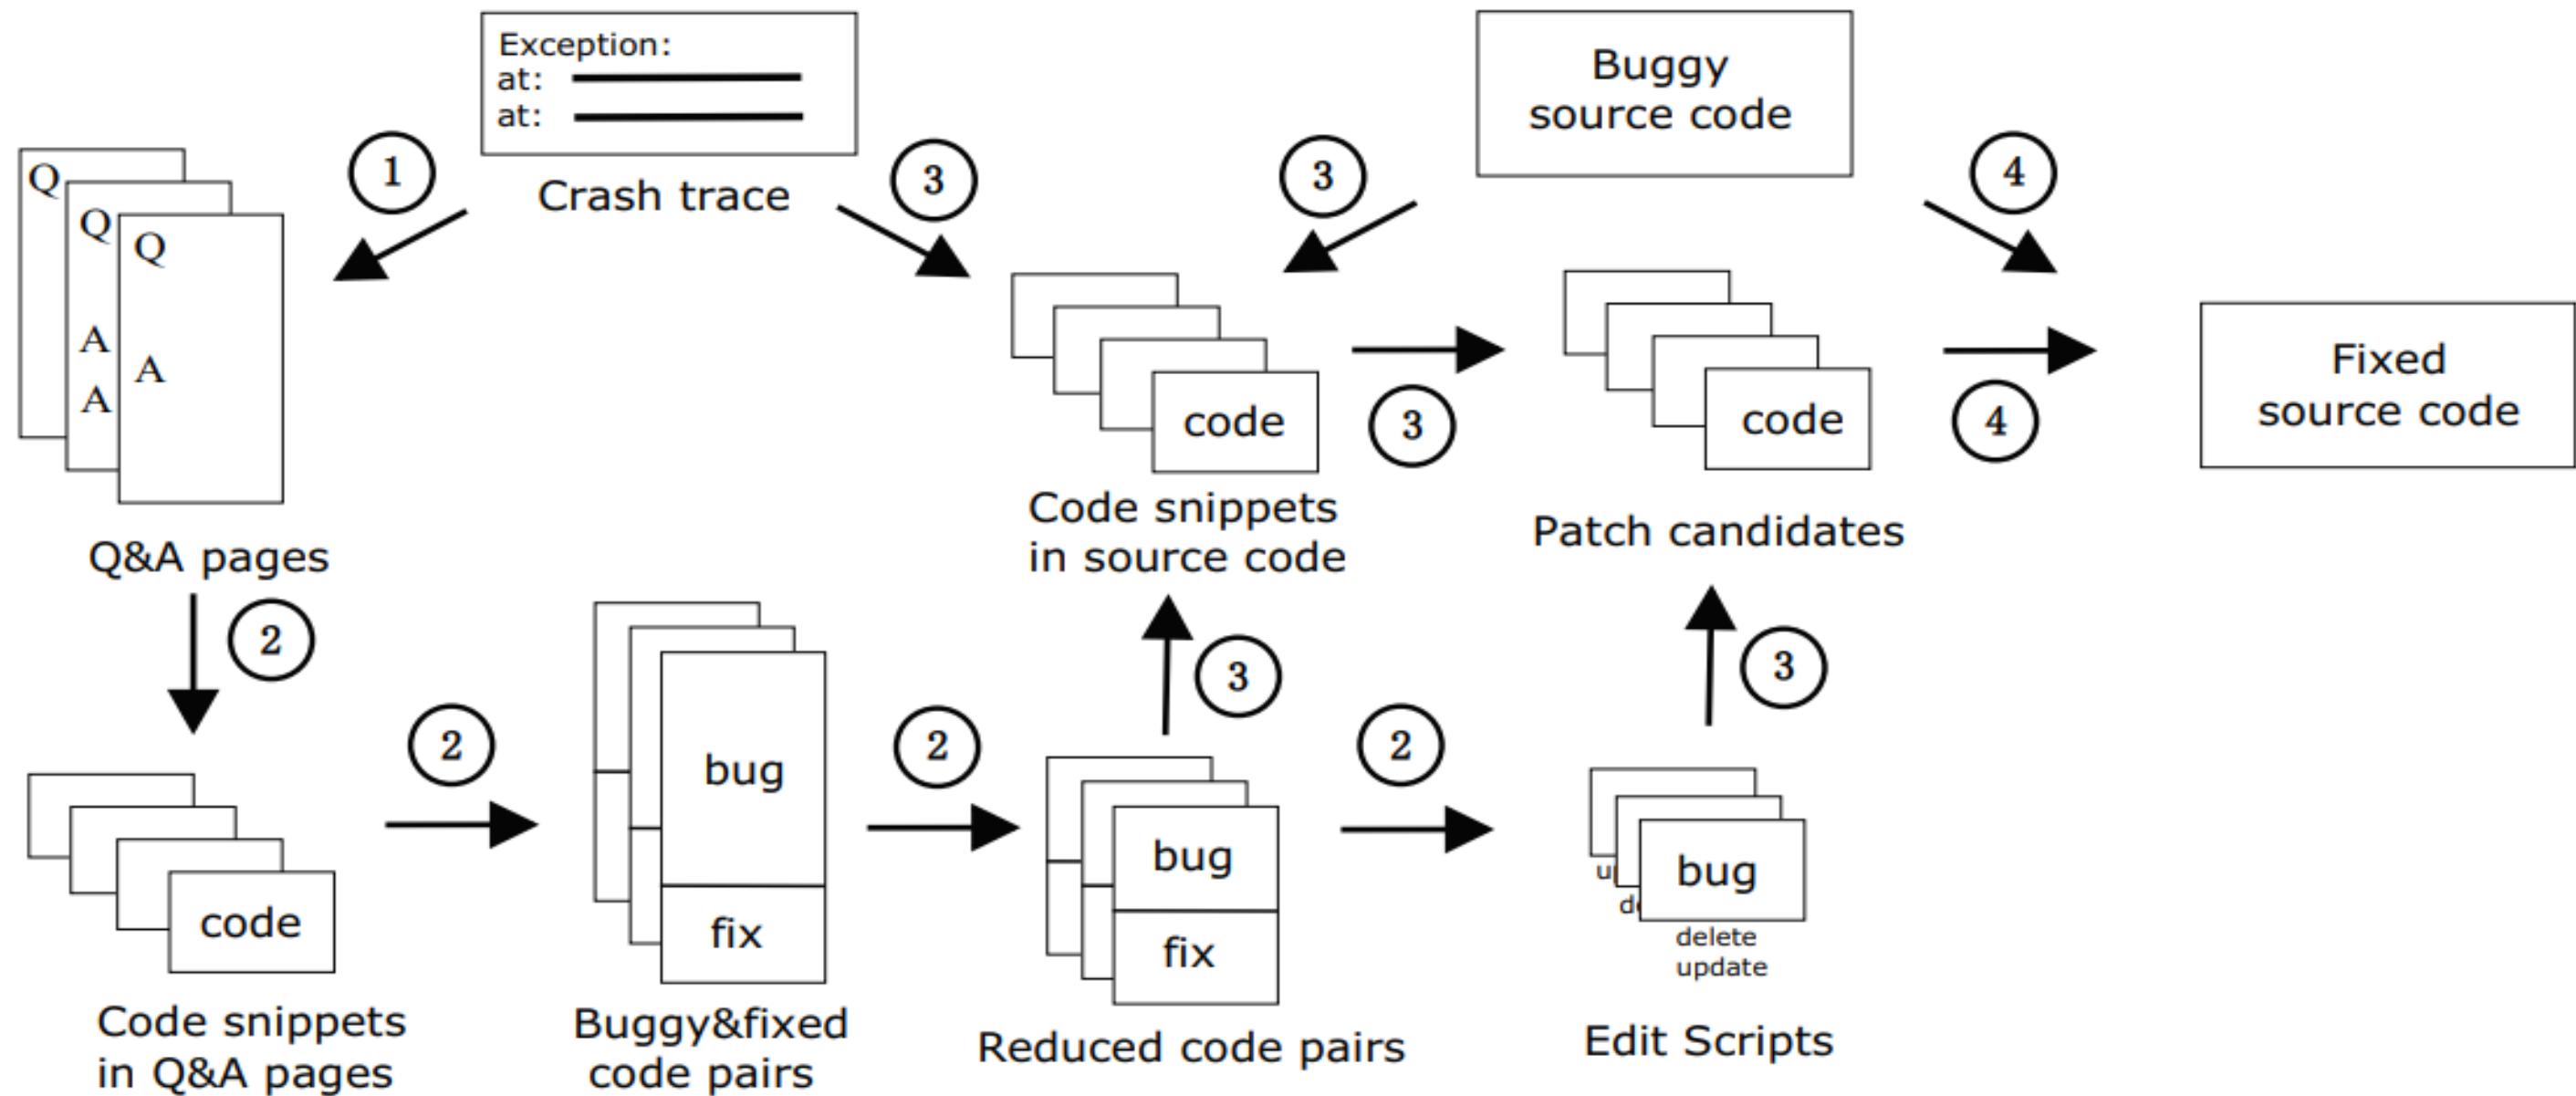 Exception:
at:
at:
Crash trace
Buggy
source code
1
3
3
4
Q
Q
Q
A
A
A
Q&A pages
code
Code snippets
in source code
3
code
Patch candidates
4
Fixed
source code
2
2
2
3
2
3
code
Code snippets
in Q&A pages
bug
fix
Buggy&fixed
code pairs
bug
fix
Reduced code pairs
bug
delete
update
Edit Scripts